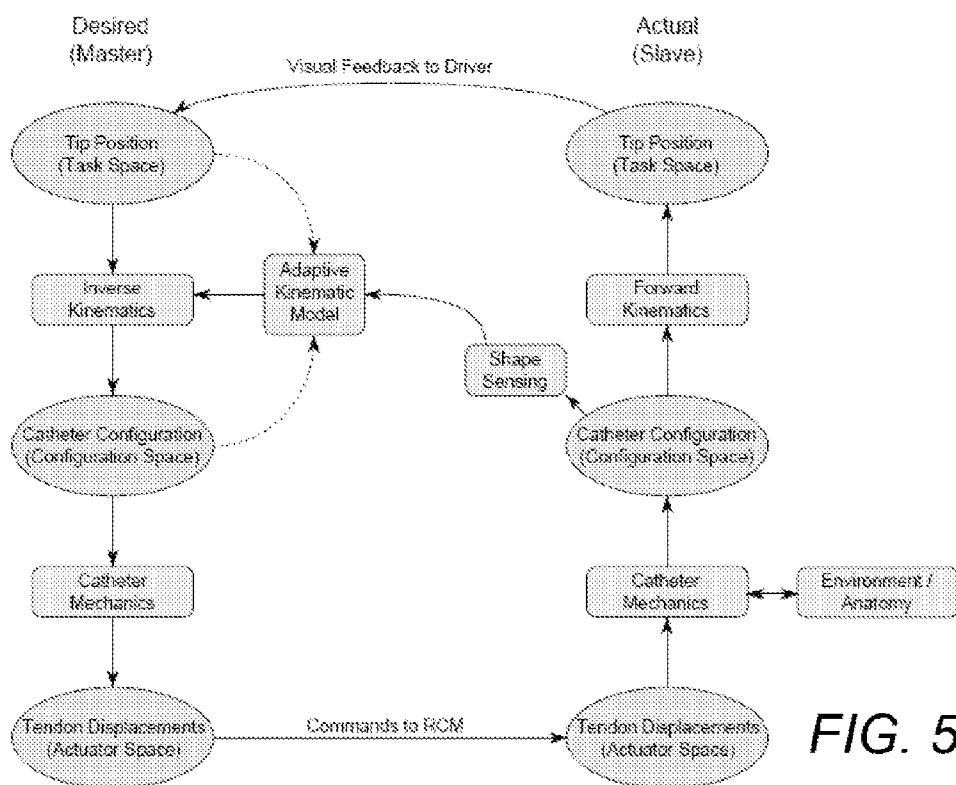 Desired
(Master)
Actual
(Slave)
Visual Feedback to Driver
Tip Position
(Task Space)
Tip Position
(Task Space)
Inverse
Kinematics
Adaptive
Kinematic
Model
Forward
Kinematics
Shape
Sensing
Catheter Configuration
(Configuration Space)
Catheter Configuration
(Configuration Space)
Catheter
Mechanics
Catheter
Mechanics
Environment /
Anatomy
Tendon Displacements
(Actuator Space)
Commands to RCM
Tendon Displacements
(Actuator Space)
FIG. 5